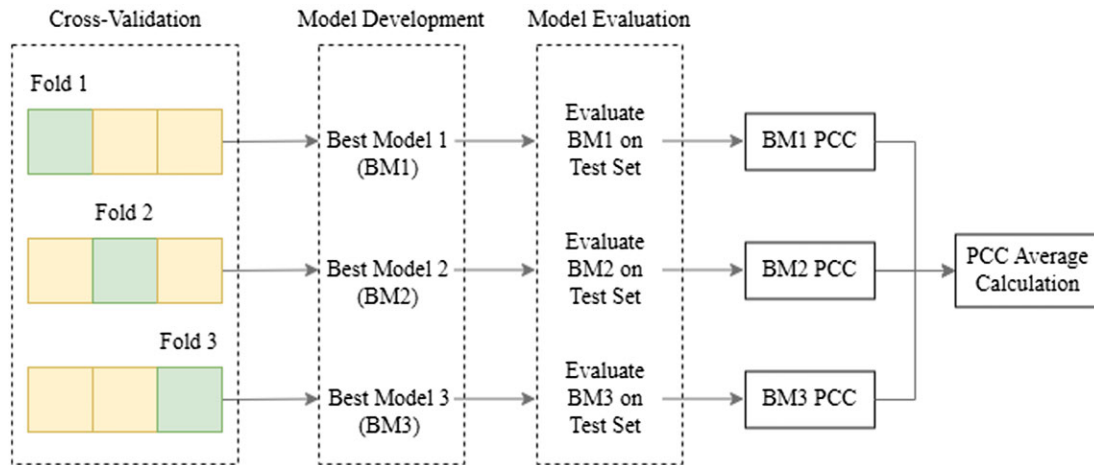 Cross-Validation
Model Development
Model Evaluation
Fold 1
Best Model 1
(BM1)
Evaluate
BM1 on
Test Set
BM1 PCC
Fold 2
Best Model 2
(BM2)
Evaluate
BM2 on
Test Set
BM2 PCC
PCC Average
Calculation
Fold 3
Best Model 3
(BM3)
Evaluate
BM3 on
Test Set
BM3 PCC